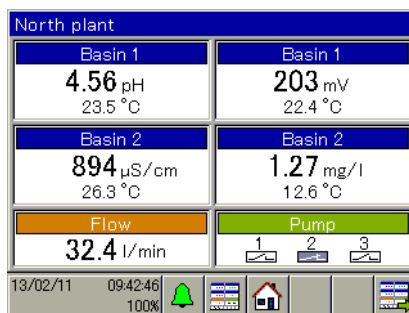 North plant
Basin 1 Basin 1
4.56 pH 203 mV
23.5 °C 22.4 °C
Basin 2 Basin 2
894 µS/cm 1.27 mg/l
26.3 °C 12.6 °C
Flow Pump
32.4 l/min 1 2 3
13/02/11 09:42:46
100%